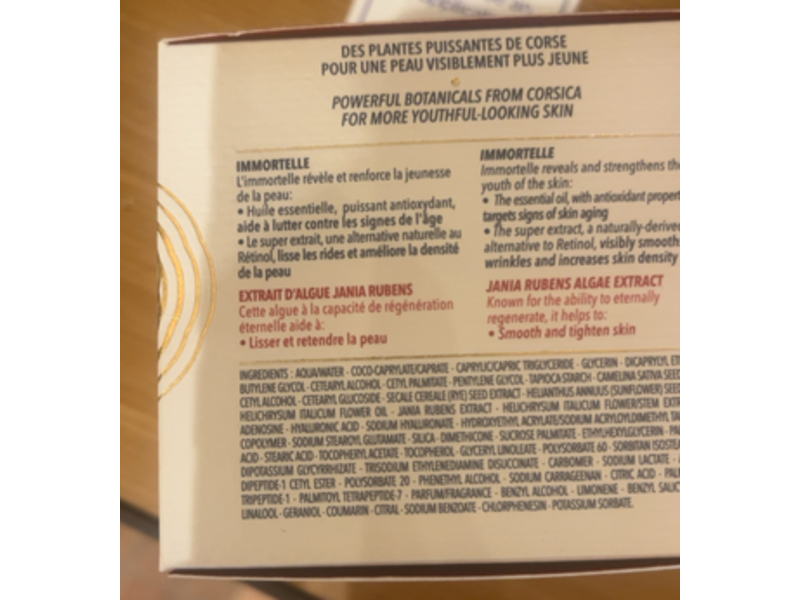 DES PLANTES PUISSANTES DE CORSE
POUR UNE PEAU VISIBLEMENT PLUS JEUNE
POWERFUL BOTANICALS FROM CORSICA
FOR MORE YOUTHFUL-LOOKING SKIN
IMMORTELLE
L'immortelle révèle et renforce la jeunesse
de la peau:
• Huile essentielle, puissant antioxydant,
aide à lutter contre les signes de l'âge
• Le super extrait, une alternative naturelle au
Rétinol, lisse les rides et améliore la densité
de la peau
EXTRAIT D'ALGUE JANIA RUBENS
Cette algue à la capacité de régénération
éternelle aide à:
• Lisser et retendre la peau
IMMORTELLE
Immortelle reveals and strengthens the
youth of the skin:
• The essential oil, with antioxidant propert
targets signs of skin aging
• The super extract, a naturally-derive
alternative to Retinol, visibly smooth
wrinkles and increases skin density
JANIA RUBENS ALGAE EXTRACT
Known for the ability to eternally
regenerate, it helps to:
• Smooth and tighten skin
INGREDIENTS : AQUA/WATER - COCO-CAPRYLATE/CAPRATE - CAPRYLIC/CAPRIC TRIGLYCERIDE - GLYCERIN - DICAPRYLYL ET
BUTYLENE GLYCOL - CETEARYL ALCOHOL - CETYL PALMITATE - PENTYLENE GLYCOL - TAPIOCA STARCH - CAMELINA SATIVA SEED
CETYL ALCOHOL - CETEARYL GLUCOSIDE - SECALE CEREALE (RYE) SEED EXTRACT - HELIANTHUS ANNUUS (SUNFLOWER) SEED
HELICHRYSUM ITALICUM FLOWER OIL - JANIA RUBENS EXTRACT - HELICHRYSUM ITALICUM FLOWER/STEM EXTR
ADENOSINE - HYALURONIC ACID - SODIUM HYALURONATE - HYDROXYETHYL ACRYLATE/SODIUM ACRYLOYLDIMETHYL TA
COPOLYMER - SODIUM STEAROYL GLUTAMATE - SILICA - DIMETHICONE - SUCROSE PALMITATE - ETHYLHEXYLGLYCERIN - PA
ACID - STEARIC ACID - TOCOPHERYL ACETATE - TOCOPHEROL - GLYCERYL LINOLEATE - POLYSORBATE 60 - SORBITAN ISOSTE
DIPOTASSIUM GLYCYRRHIZATE - TRISODIUM ETHYLENEDIAMINE DISUCCINATE - CARBOMER - SODIUM LACTATE -
DIPEPTIDE-1 CETYL ESTER - POLYSORBATE 20 - PHENETHYL ALCOHOL - SODIUM CARRAGEENAN - CITRIC ACID - PAL
TRIPEPTIDE-1 - PALMITOYL TETRAPEPTIDE-7 - PARFUM/FRAGRANCE - BENZYL ALCOHOL - LIMONENE - BENZYL SALIC
LINALOOL - GERANIOL - COUMARIN - CITRAL - SODIUM BENZOATE - CHLORPHENESIN - POTASSIUM SORBATE.